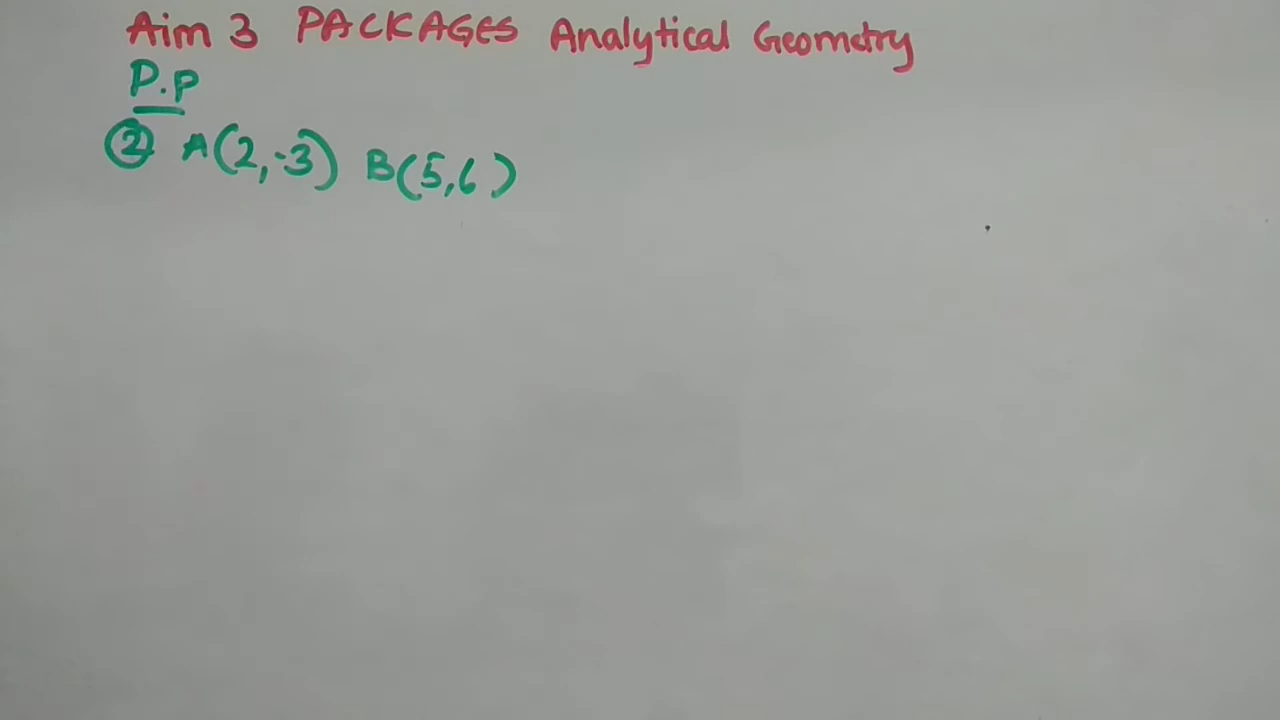 Aim 3 PACKAGES Analytical Geometry
P.P
② A(2,-3) B(5,6)